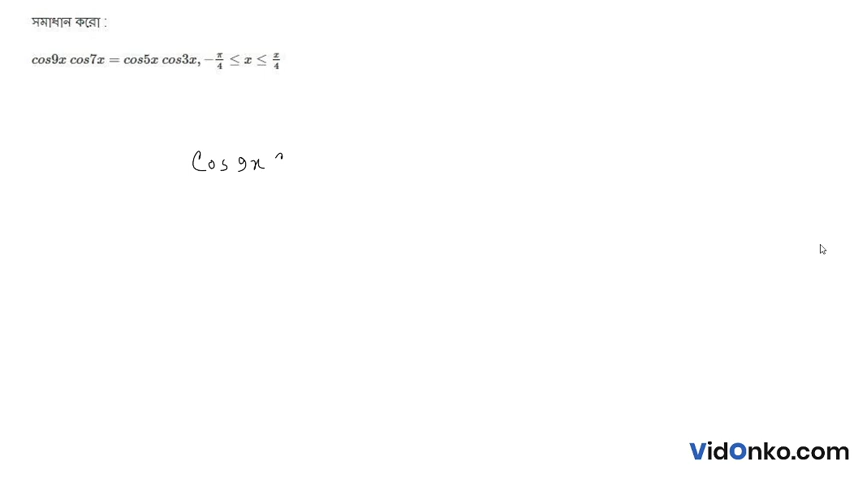 সমাধান করো :
cos9x cos7x = cos5x cos3x, −π/4 ≤ x ≤ x/4
Cos 9x
VidOnko.com